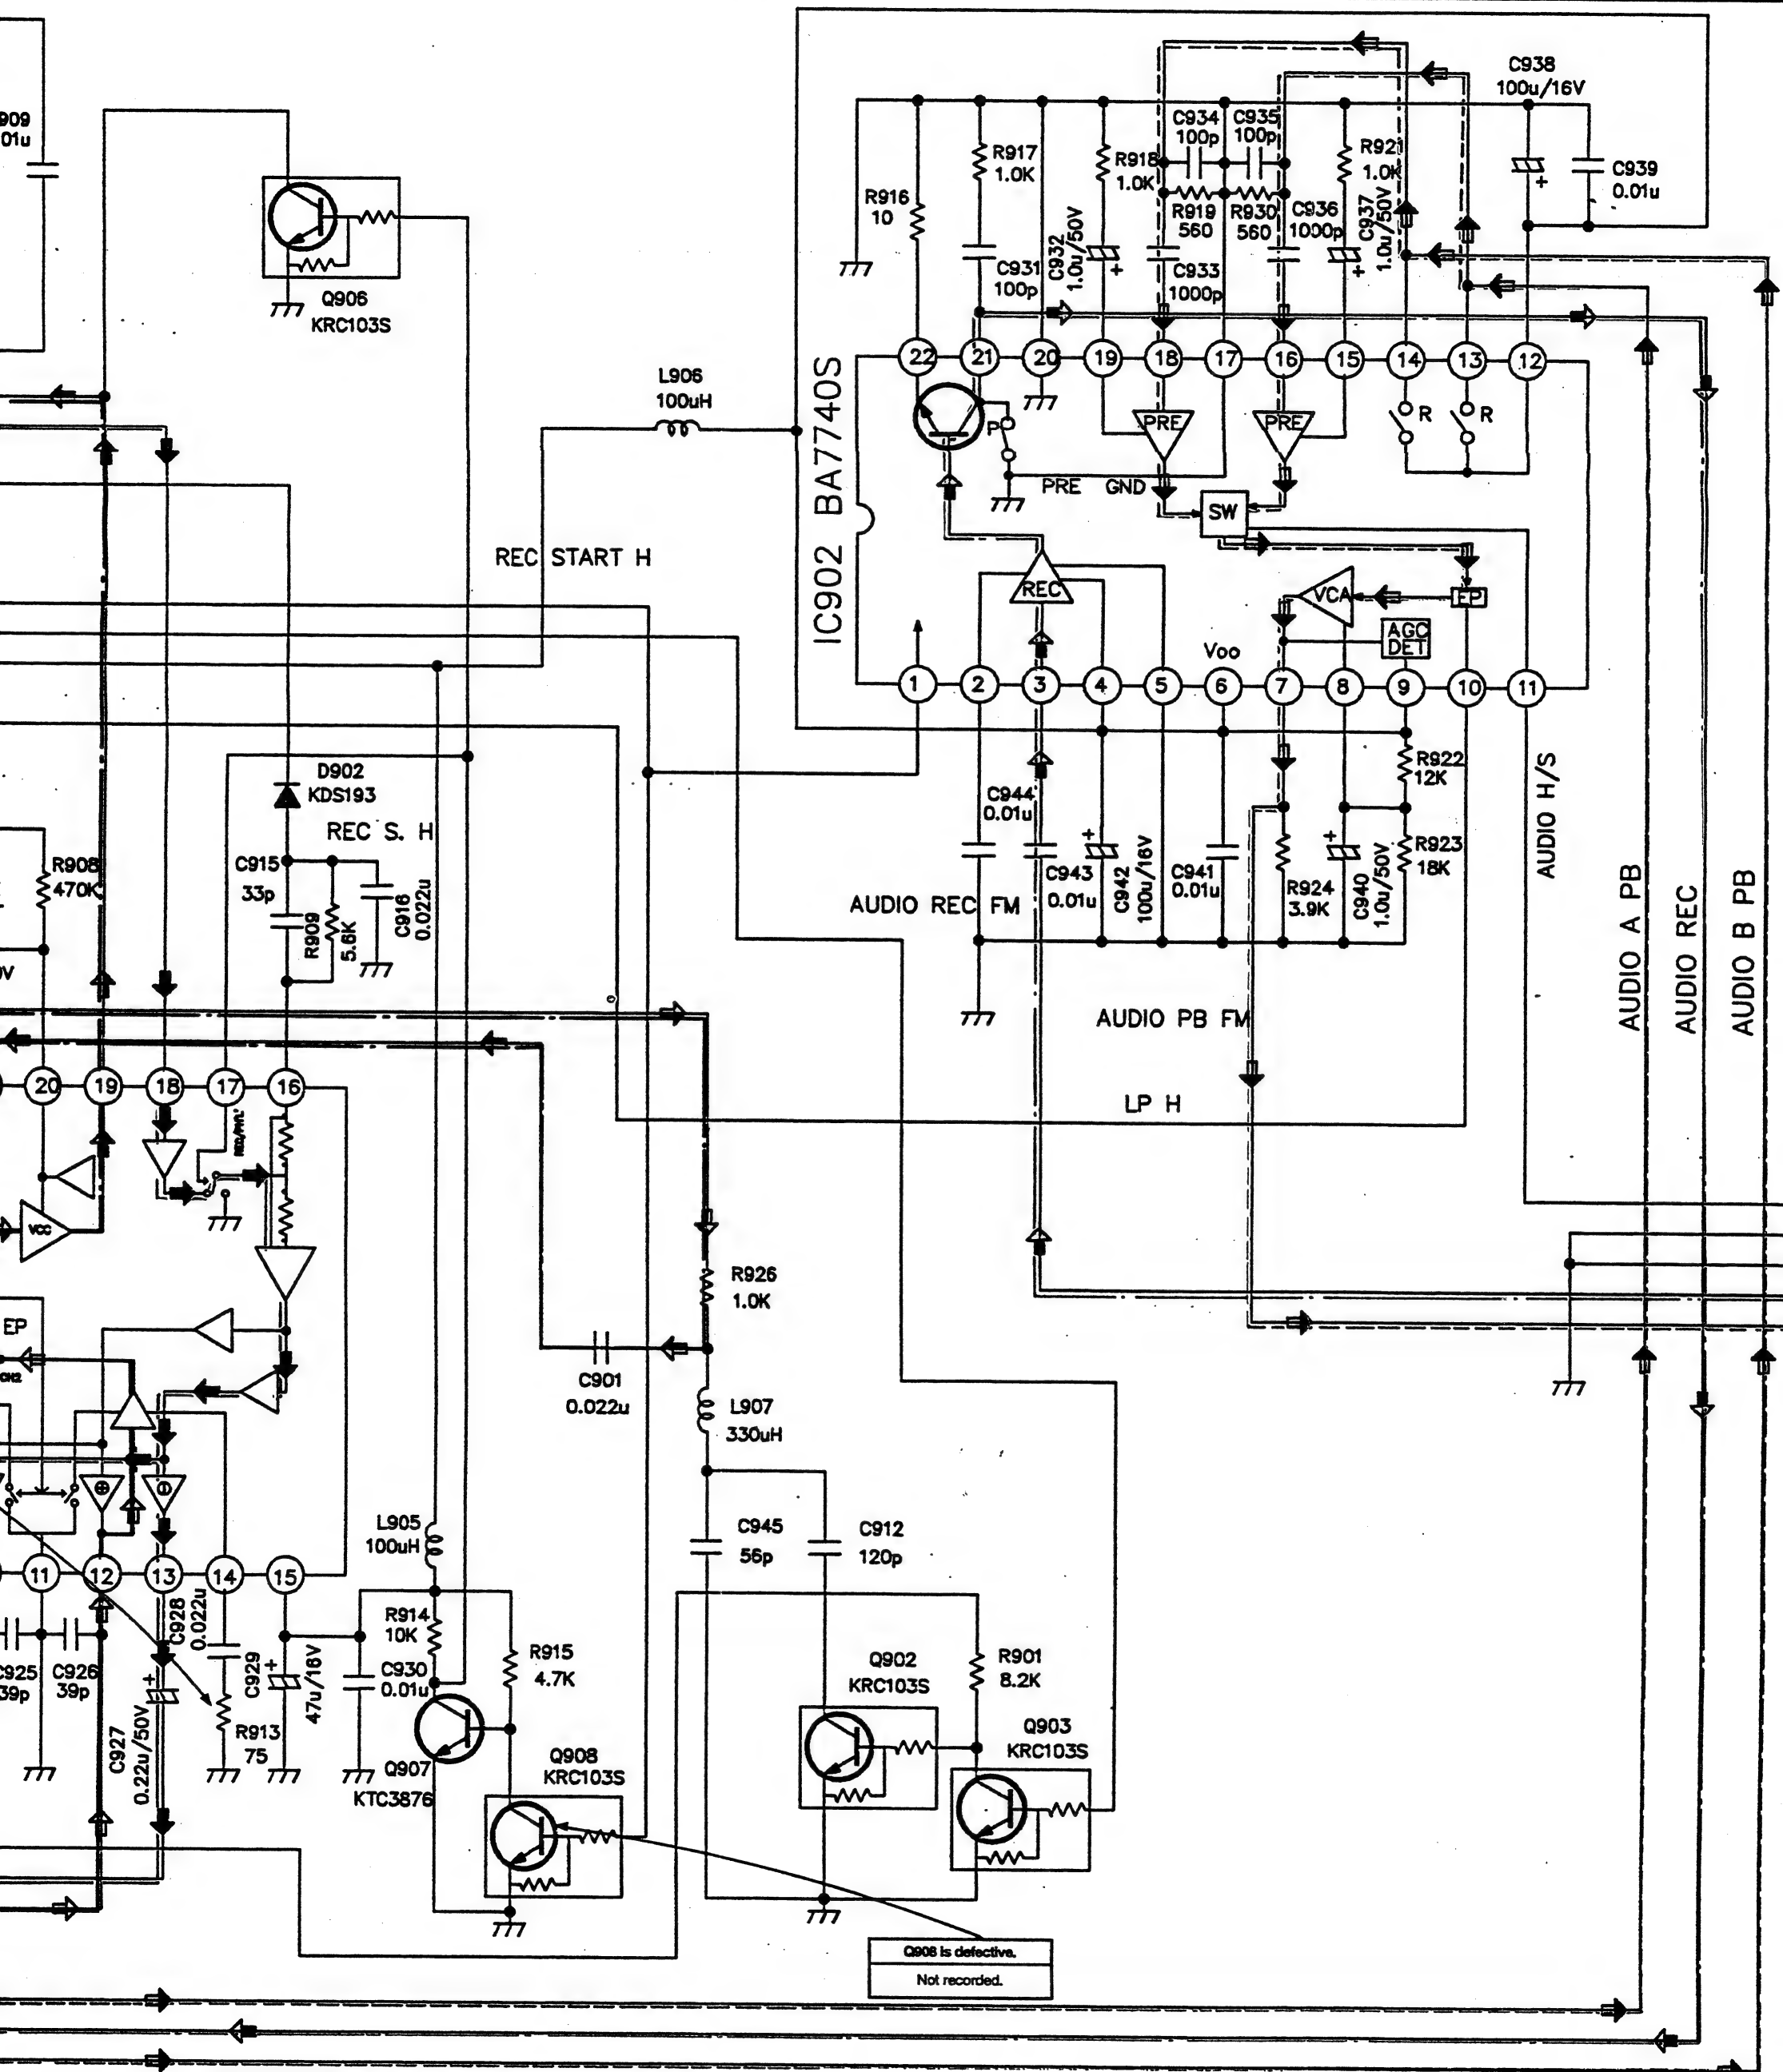 909
01u
Q906
KRC103S
C938
100u/16V
C939
0.01u
C934
100p
C935
100p
R917
1.0K
R918
1.0K
R921
1.0K
R916
10
R919
560
R930
560
C936
1000p
C937
1.0u/50V
C932
1.0u/50V
C931
100p
C933
1000p
L906
100uH
IC902 BA7740S
22
21
20
19
18
17
16
15
14
13
12
P
PRE
PRE
R
R
PRE GND
SW
REC START H
REC
VCA
EP
AGC
DET
Voo
1
2
3
4
5
6
7
8
9
10
11
R922
12K
D902
KDS193
REC S. H
C944
0.01u
R908
470K
C915
33p
R909
5.6K
C916
0.022u
C943
0.01u
C942
100u/16V
C941
0.01u
R924
3.9K
C940
1.0u/50V
R923
18K
AUDIO H/S
AUDIO REC FM
AUDIO A PB
AUDIO REC
AUDIO B PB
0V
AUDIO PB FM
20
19
18
17
16
LP H
VCC
R926
1.0K
EP
CH2
C901
0.022u
L907
330uH
L905
100uH
C945
56p
C912
120p
11
12
13
14
15
C928
0.022u
C925
39p
C926
39p
C927
0.22u/50V
R913
75
C929
47u/16V
R914
10K
C930
0.01u
R915
4.7K
Q902
KRC103S
R901
8.2K
Q903
KRC103S
Q907
KTC3876
Q908
KRC103S
Q908 is defective.
Not recorded.